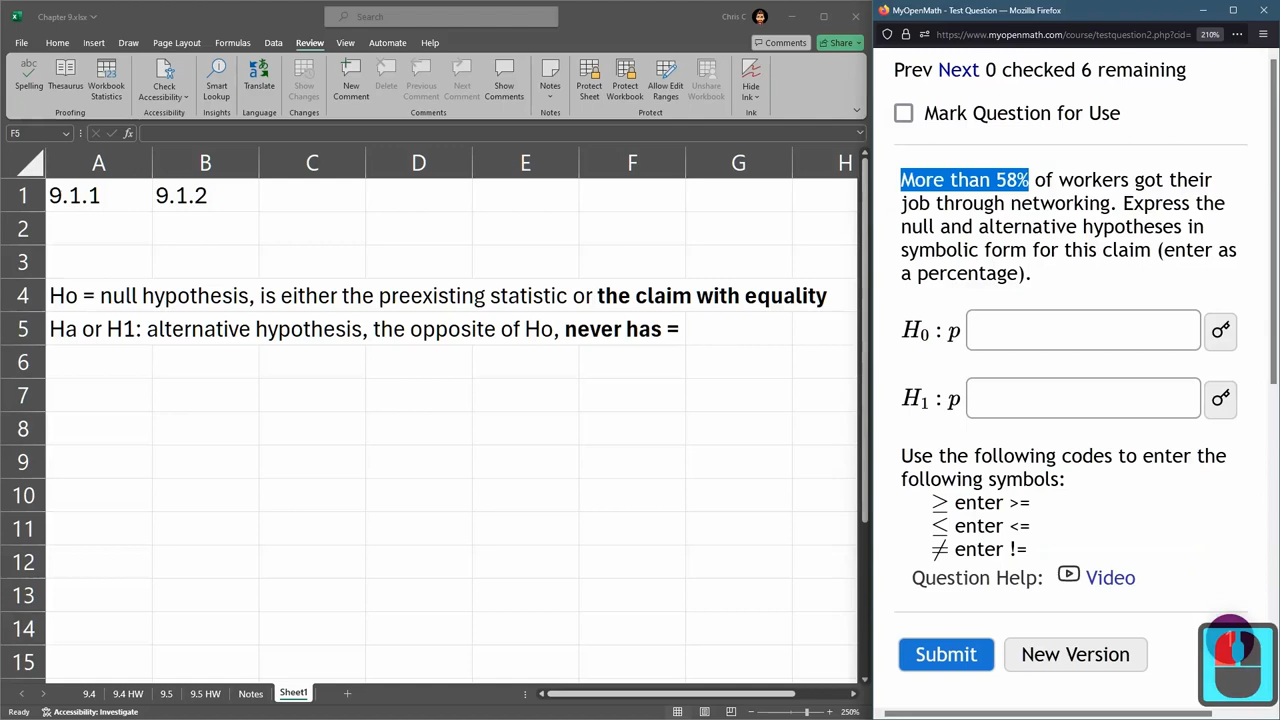 Chapter 9.xlsx
Search
Chris C
File Home Insert Draw Page Layout Formulas Data Review View Automate Help
Comments Share
Spelling Thesaurus Workbook Statistics
Check Accessibility
Smart Lookup
Translate
Show Changes
New Comment Delete Previous Comment Next Comment Show Comments
Notes
Protect Sheet Protect Workbook Allow Edit Ranges Unshare Workbook
Hide Ink
Proofing Accessibility Insights Language Changes Comments Notes Protect Ink
F5
fx
A B C D E F G H
1 9.1.1 9.1.2
2
3
4 Ho = null hypothesis, is either the preexisting statistic or the claim with equality
5 Ha or H1: alternative hypothesis, the opposite of Ho, never has =
6
7
8
9
10
11
12
13
14
15
9.4 9.4 HW 9.5 9.5 HW Notes Sheet1
Ready Accessibility: Investigate 250%
MyOpenMath - Test Question — Mozilla Firefox
https://www.myopenmath.com/course/testquestion2.php?cid= 210%
Prev Next 0 checked 6 remaining
Mark Question for Use
More than 58% of workers got their
job through networking. Express the
null and alternative hypotheses in
symbolic form for this claim (enter as
a percentage).
H₀ : p
H₁ : p
Use the following codes to enter the
following symbols:
≥ enter >=
≤ enter <=
≠ enter !=
Question Help: Video
Submit New Version